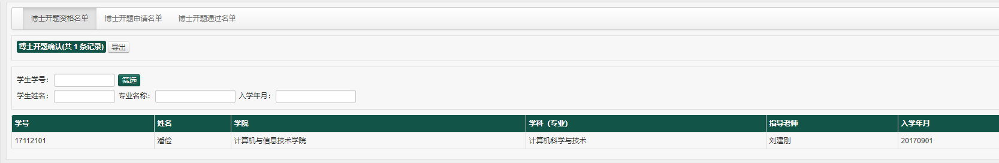 博士开题资格名单 博士开题申请名单 博士开题通过名单
博士开题确认(共 1 条记录) 导出
学生学号： 筛选
学生姓名： 专业名称： 入学年月：
学号 姓名 学院 学科（专业） 指导老师 入学年月
17112101 潘俭 计算机与信息技术学院 计算机科学与技术 刘建刚 20170901